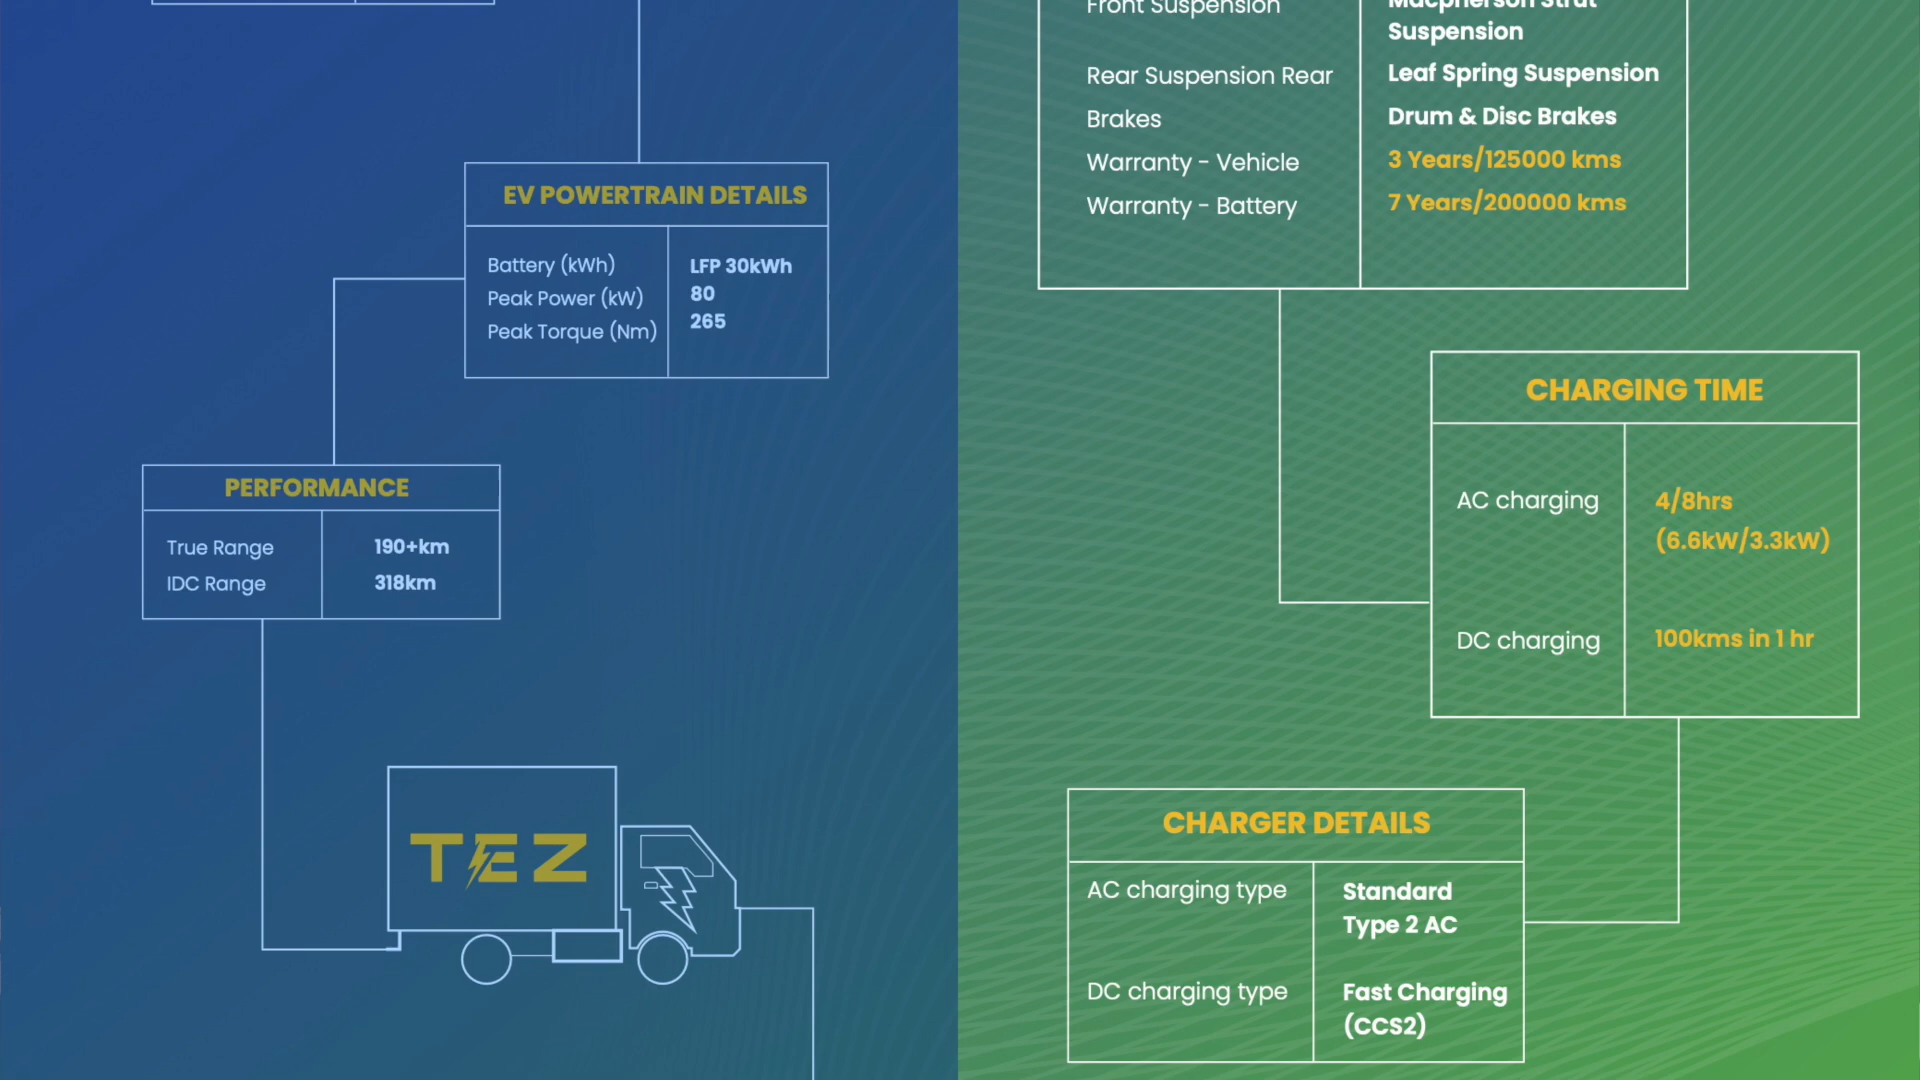 EV POWERTRAIN DETAILS
Battery (kWh) LFP 30kWh
Peak Power (kW) 80
Peak Torque (Nm) 265
PERFORMANCE
True Range 190+km
IDC Range 318km
TEZ
Front Suspension Macpherson Strut
Suspension
Rear Suspension Rear Leaf Spring Suspension
Brakes Drum & Disc Brakes
Warranty - Vehicle 3 Years/125000 kms
Warranty - Battery 7 Years/200000 kms
CHARGING TIME
AC charging 4/8hrs
(6.6kW/3.3kW)
DC charging 100kms in 1 hr
CHARGER DETAILS
AC charging type Standard
Type 2 AC
DC charging type Fast Charging
(CCS2)